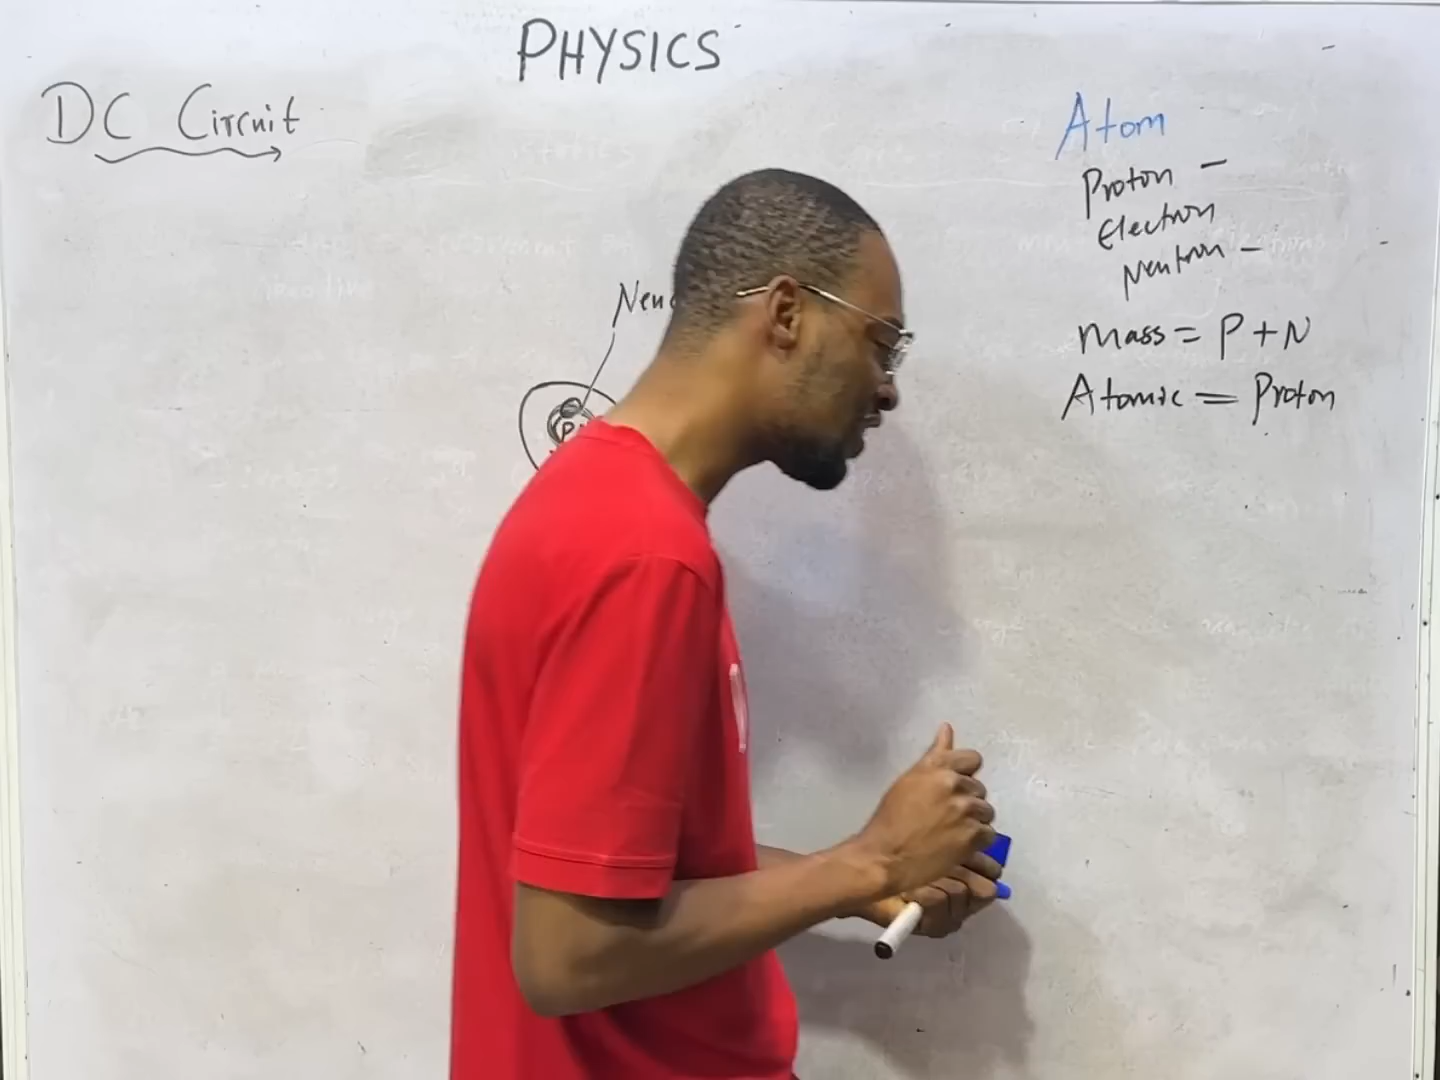 PHYSICS
DC Circuit
Atom
Proton -
Electron
Neutron -
Mass = P + N
Atomic = Proton